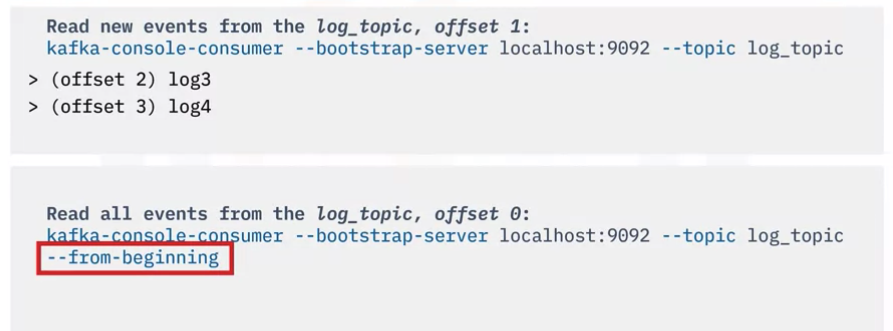 Read new events from the log_topic, offset 1:
kafka-console-consumer --bootstrap-server localhost:9092 --topic log_topic
> (offset 2) log3
> (offset 3) log4
Read all events from the log_topic, offset 0:
kafka-console-consumer --bootstrap-server localhost:9092 --topic log_topic
--from-beginning